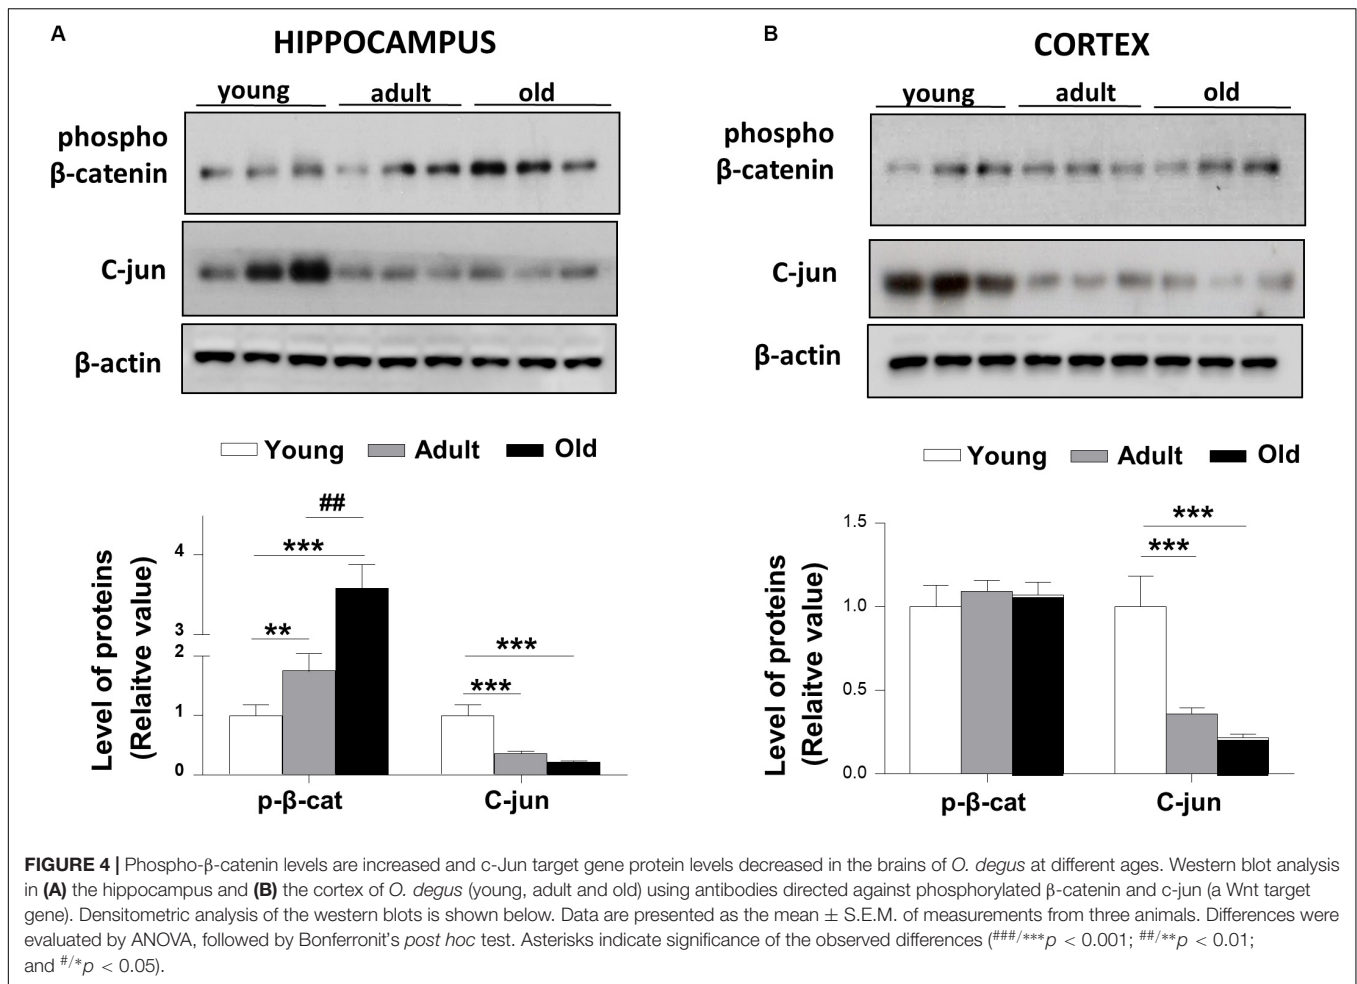 A
HIPPOCAMPUS
young adult old
phospho
β-catenin
C-jun
β-actin
Young Adult Old
Level of proteins
(Relaitve value)
4
3
2
1
0
##
***
**
***
***
p-β-cat C-jun
B
CORTEX
young adult old
phospho
β-catenin
C-jun
β-actin
Young Adult Old
Level of proteins
(Relaitve value)
1.5
1.0
0.5
0.0
***
***
p-β-cat C-jun
FIGURE 4 | Phospho-β-catenin levels are increased and c-Jun target gene protein levels decreased in the brains of O. degus at different ages. Western blot analysis
in (A) the hippocampus and (B) the cortex of O. degus (young, adult and old) using antibodies directed against phosphorylated β-catenin and c-jun (a Wnt target
gene). Densitometric analysis of the western blots is shown below. Data are presented as the mean ± S.E.M. of measurements from three animals. Differences were
evaluated by ANOVA, followed by Bonferronit's post hoc test. Asterisks indicate significance of the observed differences (###/***p < 0.001; ##/**p < 0.01;
and #/*p < 0.05).